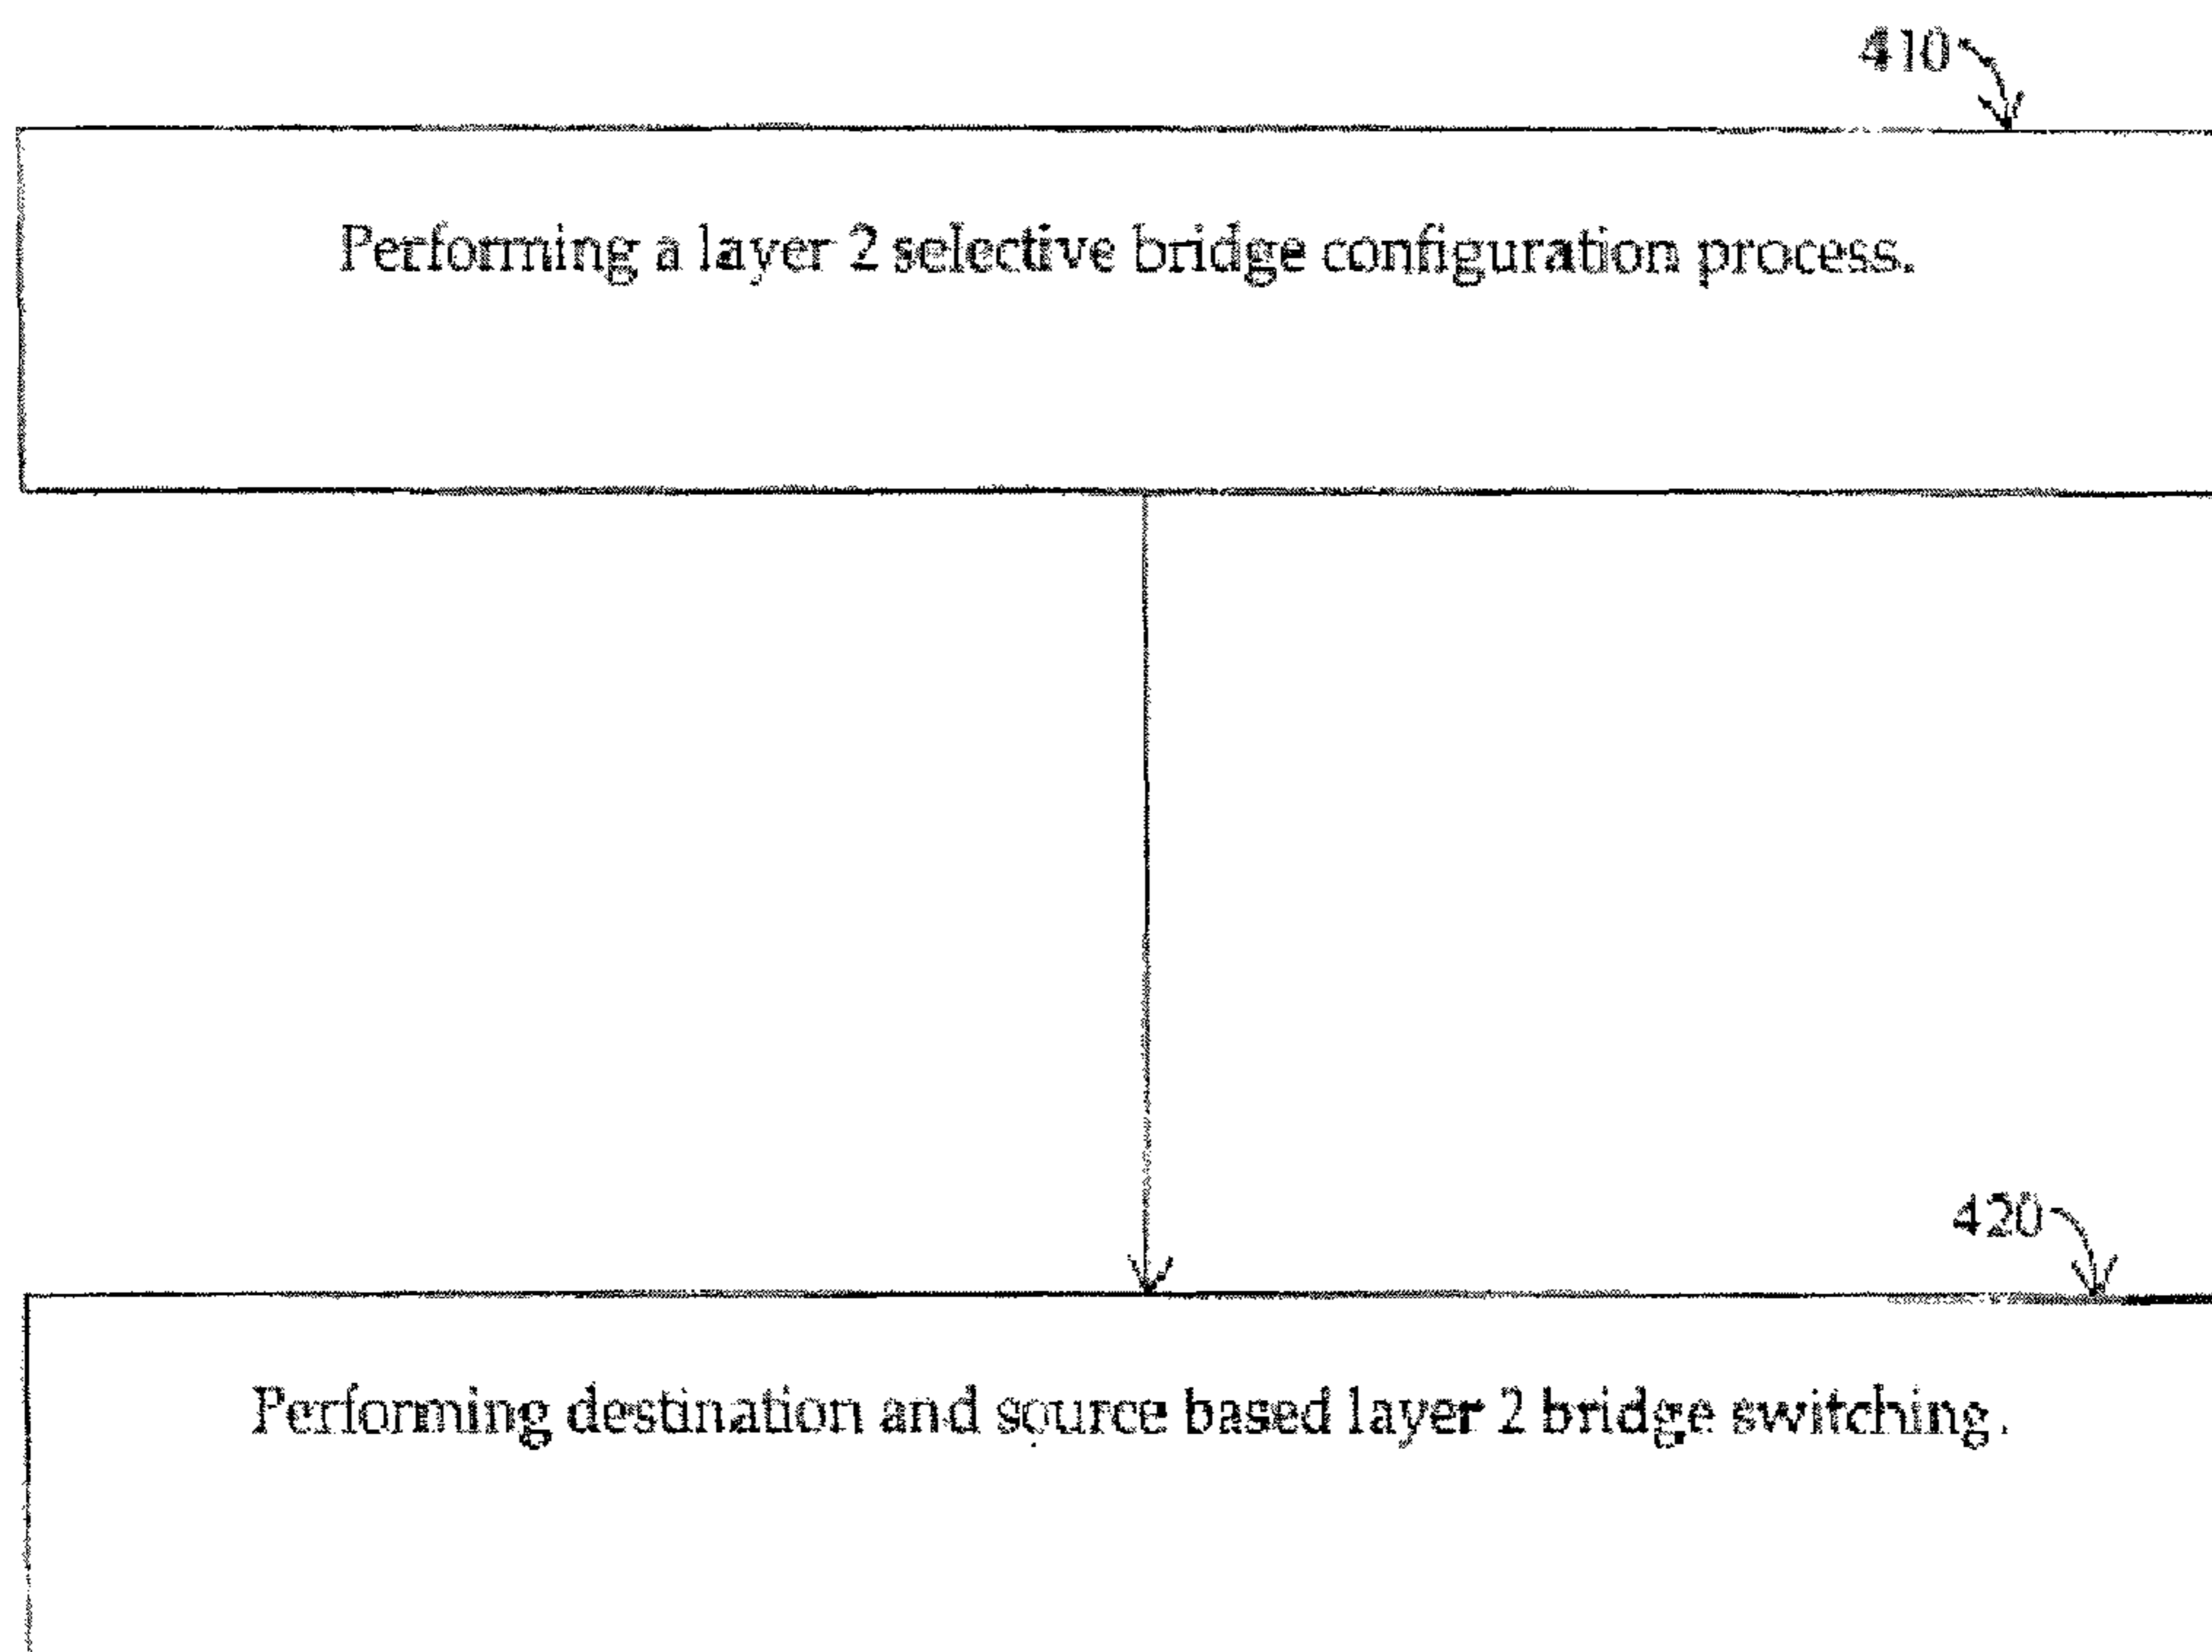 410
Performing a layer 2 selective bridge configuration process.
420
Performing destination and source based layer 2 bridge switching.